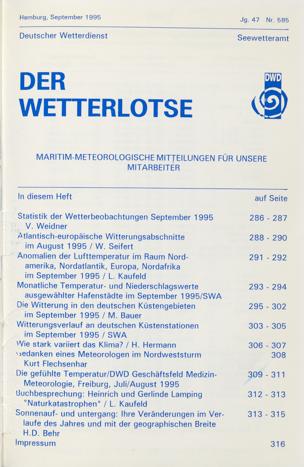 Hamburg, September 1995 Jg. 47 Nr. 585
Deutscher Wetterdienst Seewetteramt
DER
WETTERLOTSE
DWD
MARITIM-METEOROLOGISCHE MITTEILUNGEN FÜR UNSERE
MITARBEITER
In diesem Heft auf Seite
Statistik der Wetterbeobachtungen September 1995 286 - 287
V. Weidner
Atlantisch-europäische Witterungsabschnitte 288 - 290
im August 1995 / W. Seifert
Anomalien der Lufttemperatur im Raum Nord- 291 - 292
amerika, Nordatlantik, Europa, Nordafrika
im September 1995 / L. Kaufeld
Monatliche Temperatur- und Niederschlagswerte 293 - 294
ausgewählter Hafenstädte im September 1995/SWA
Die Witterung in den deutschen Küstengebieten 295 - 302
im September 1995 / M. Bauer
Witterungsverlauf an deutschen Küstenstationen 303 - 305
im September 1995 / SWA
Wie stark variiert das Klima? / H. Hermann 306 - 307
edanken eines Meteorologen im Nordweststurm 308
Kurt Flechsenhar
Die gefühlte Temperatur/DWD Geschäftsfeld Medizin- 309 - 311
Meteorologie, Freiburg, Juli/August 1995
Buchbesprechung: Heinrich und Gerlinde Lamping 312 - 313
"Naturkatastrophen" / L. Kaufeld
Sonnenauf- und untergang: Ihre Veränderungen im Ver- 313 - 315
laufe des Jahres und mit der geographischen Breite
H.D. Behr
Impressum 316